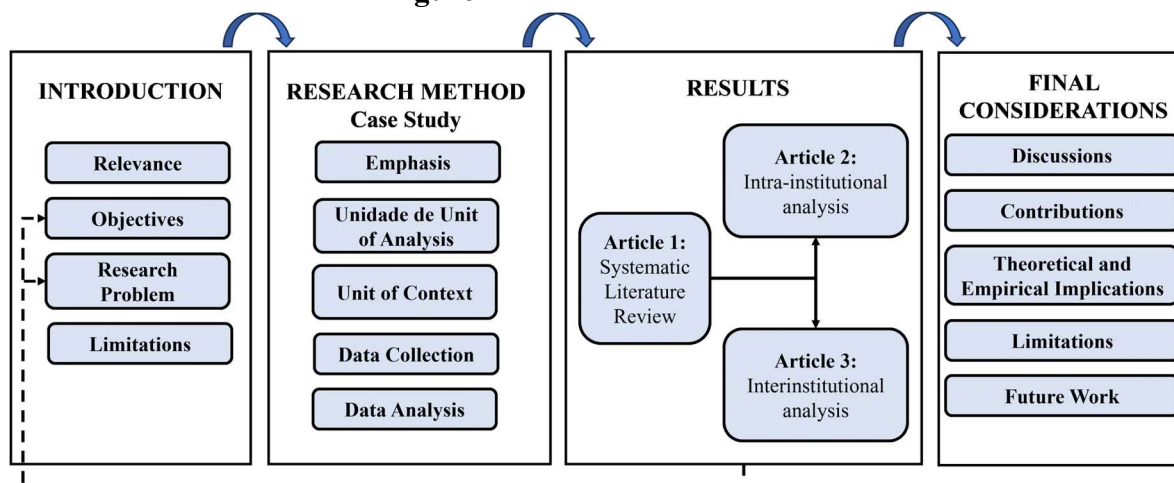 INTRODUCTION
Relevance
Objectives
Research
Problem
Limitations
RESEARCH METHOD
Case Study
Emphasis
Unidade de Unit
of Analysis
Unit of Context
Data Collection
Data Analysis
RESULTS
Article 1:
Systematic
Literature
Review
Article 2:
Intra-institutional
analysis
Article 3:
Interinstitutional
analysis
FINAL
CONSIDERATIONS
Discussions
Contributions
Theoretical and
Empirical Implications
Limitations
Future Work